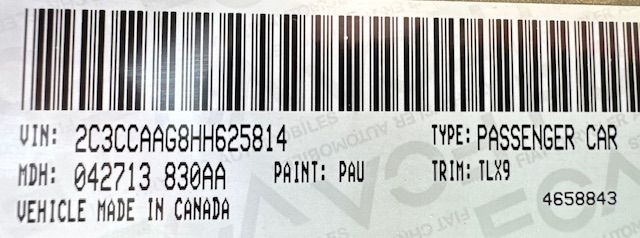 VIN: 2C3CCAAG8HH625814 TYPE: PASSENGER CAR
MDH: 042713 830AA PAINT: PAU TRIM: TLX9
VEHICLE MADE IN CANADA 4658843